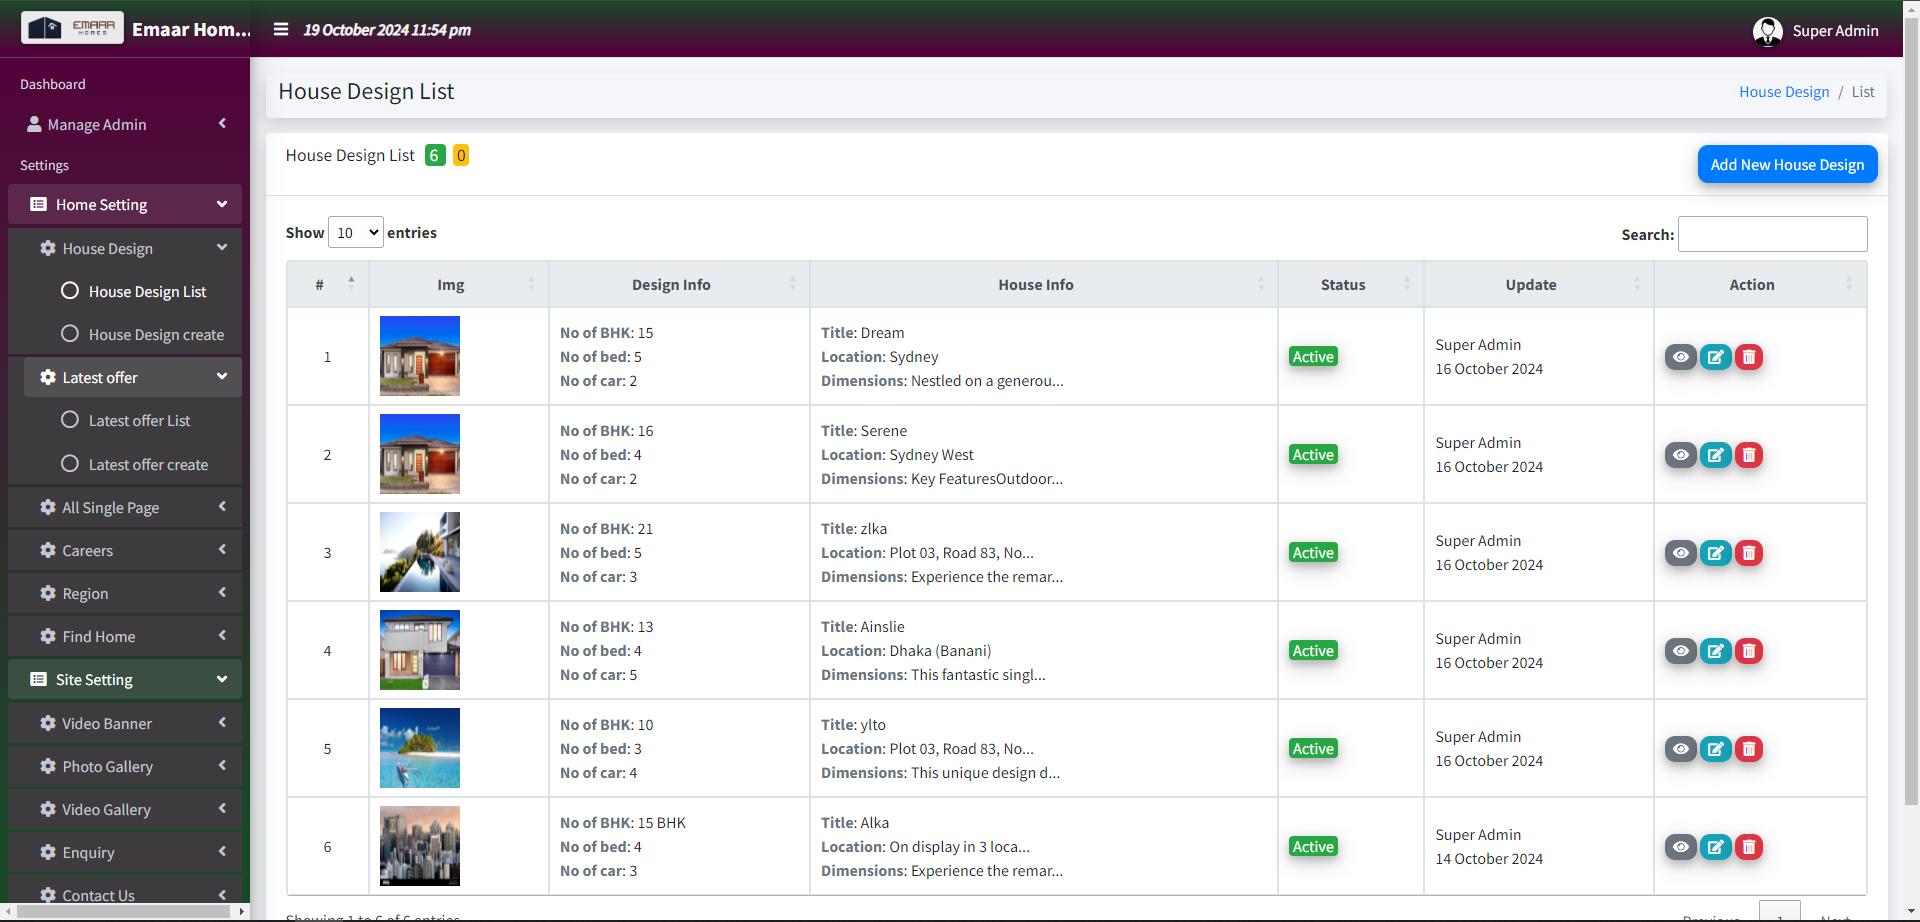 EMAAR
HOMES
Emaar Hom...
19 October 2024 11:54 pm
Super Admin
Dashboard
Manage Admin
Settings
Home Setting
House Design
House Design List
House Design create
Latest offer
Latest offer List
Latest offer create
All Single Page
Careers
Region
Find Home
Site Setting
Video Banner
Photo Gallery
Video Gallery
Enquiry
Contact Us
House Design List
House Design / List
House Design List 6 0
Add New House Design
Show 10 entries
Search:
# Img Design Info House Info Status Update Action
1
No of BHK: 15
No of bed: 5
No of car: 2
Title: Dream
Location: Sydney
Dimensions: Nestled on a generou...
Active
Super Admin
16 October 2024
2
No of BHK: 16
No of bed: 4
No of car: 2
Title: Serene
Location: Sydney West
Dimensions: Key FeaturesOutdoor...
Active
Super Admin
16 October 2024
3
No of BHK: 21
No of bed: 5
No of car: 3
Title: zlka
Location: Plot 03, Road 83, No...
Dimensions: Experience the remar...
Active
Super Admin
16 October 2024
4
No of BHK: 13
No of bed: 4
No of car: 5
Title: Ainslie
Location: Dhaka (Banani)
Dimensions: This fantastic singl...
Active
Super Admin
16 October 2024
5
No of BHK: 10
No of bed: 3
No of car: 4
Title: ylto
Location: Plot 03, Road 83, No...
Dimensions: This unique design d...
Active
Super Admin
16 October 2024
6
No of BHK: 15 BHK
No of bed: 4
No of car: 3
Title: Alka
Location: On display in 3 loca...
Dimensions: Experience the remar...
Active
Super Admin
14 October 2024
Showing 1 to 6 of 6 entries
Previous 1 Next